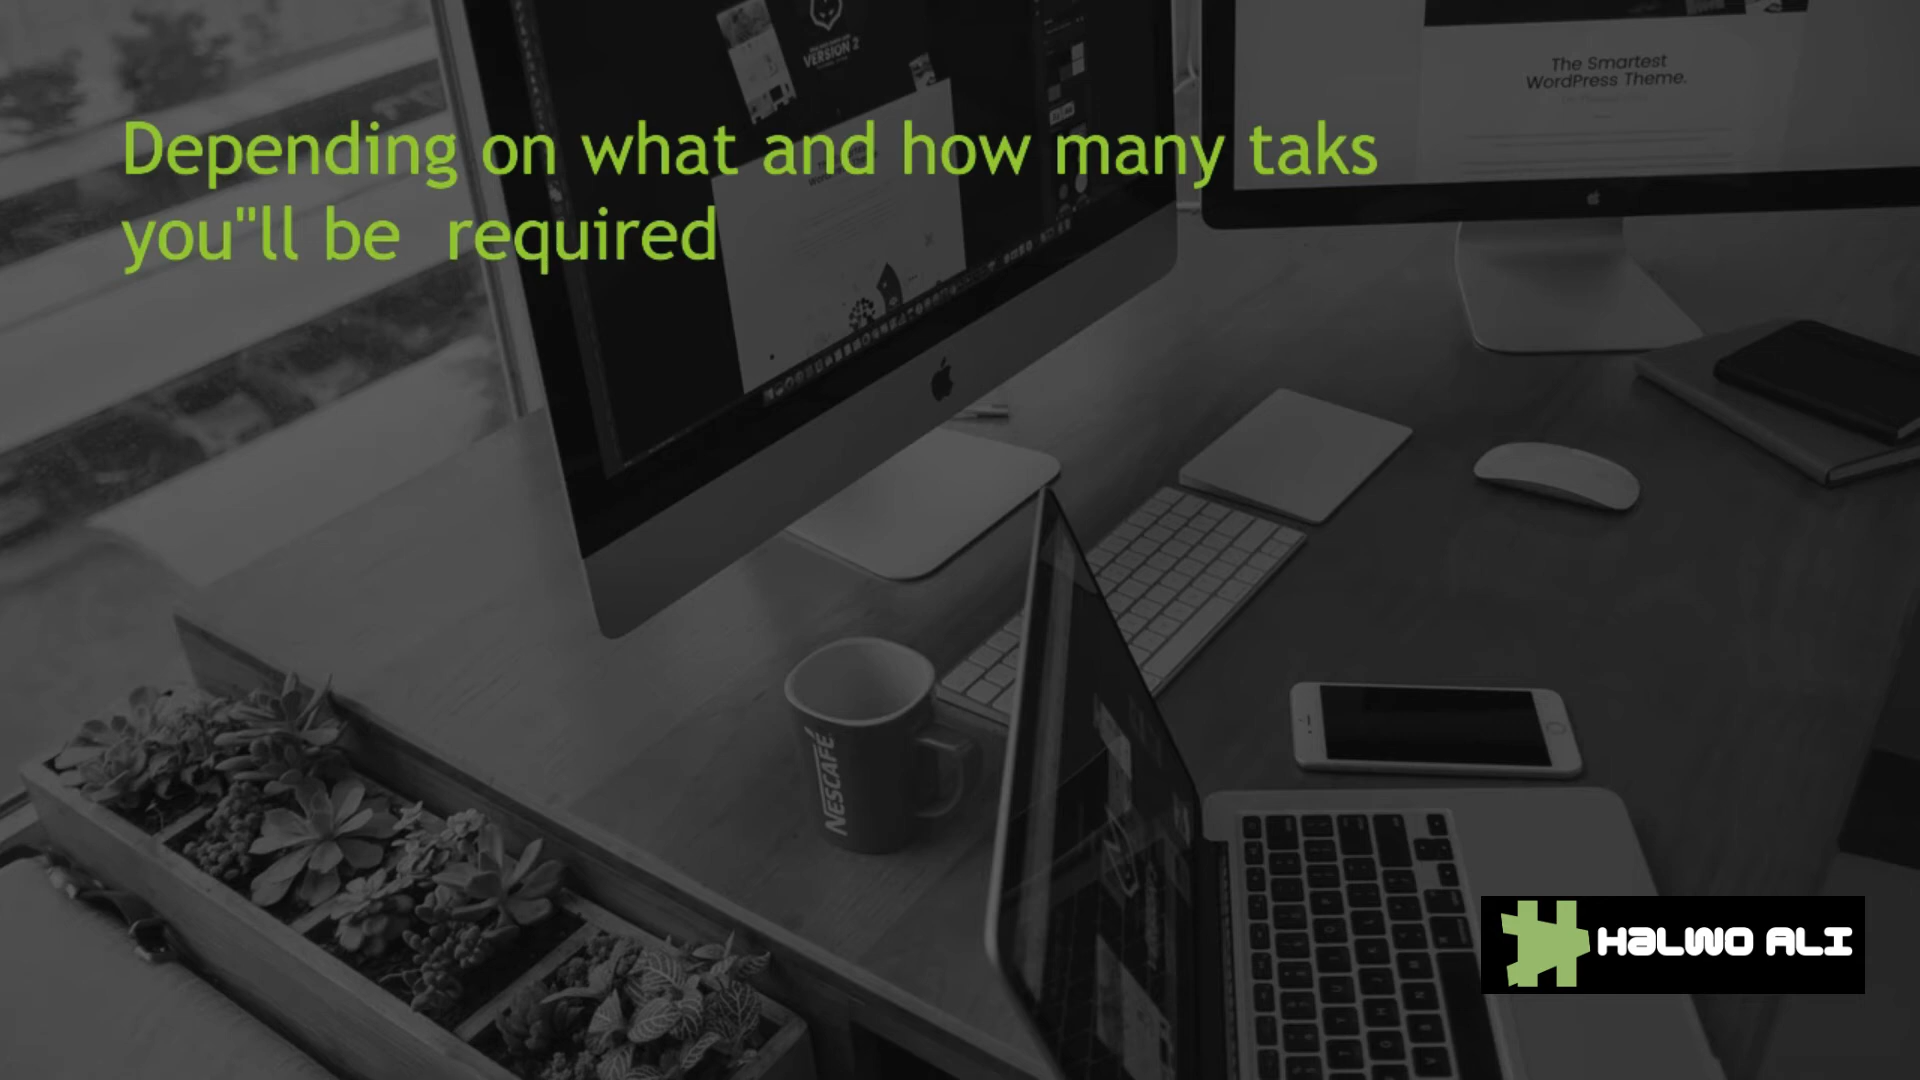 VERSION 2
The Smartest
WordPress Theme.
Depending on what and how many taks
you"ll be  required
NESCAFÉ
HALWO ALI